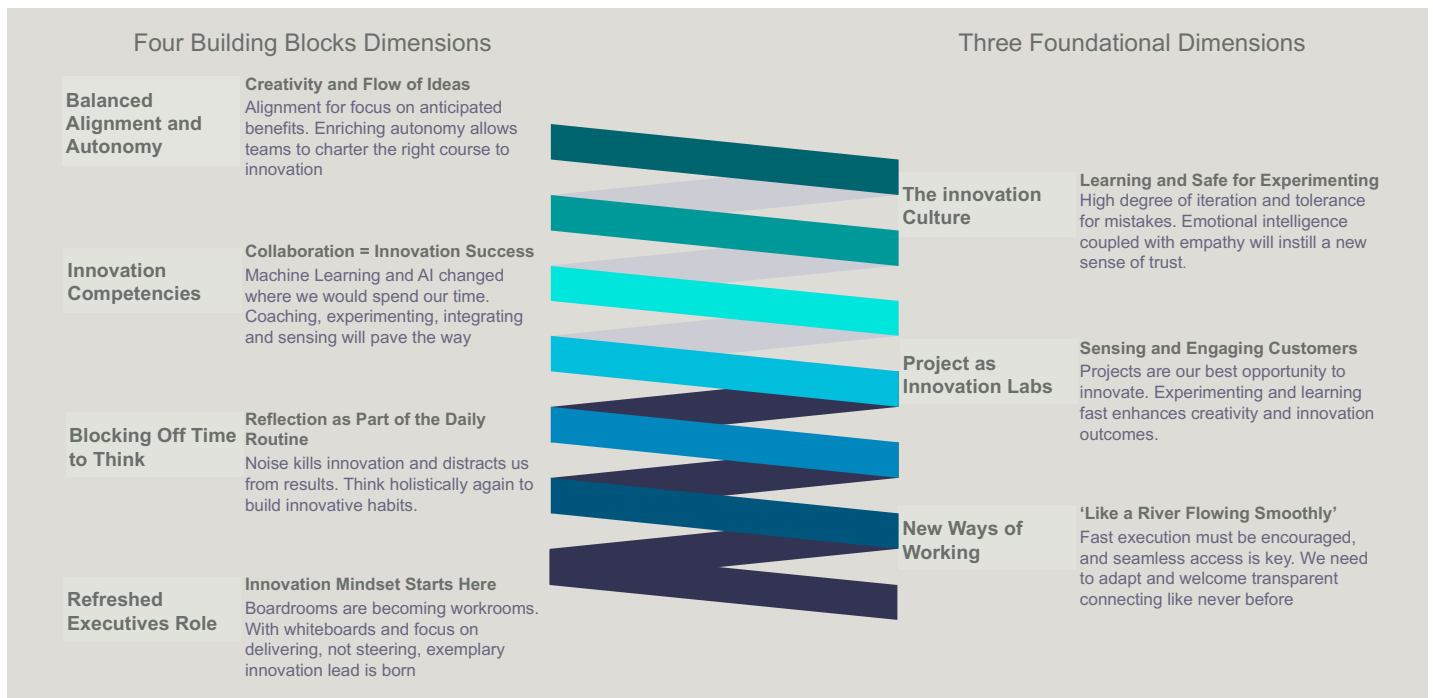 Four Building Blocks Dimensions
Balanced
Alignment and
Autonomy
Creativity and Flow of Ideas
Alignment for focus on anticipated
benefits. Enriching autonomy allows
teams to charter the right course to
innovation
Innovation
Competencies
Collaboration = Innovation Success
Machine Learning and AI changed
where we would spend our time.
Coaching, experimenting, integrating
and sensing will pave the way
Blocking Off Time
to Think
Reflection as Part of the Daily
Routine
Noise kills innovation and distracts us
from results. Think holistically again to
build innovative habits.
Refreshed
Executives Role
Innovation Mindset Starts Here
Boardrooms are becoming workrooms.
With whiteboards and focus on
delivering, not steering, exemplary
innovation lead is born
Three Foundational Dimensions
The innovation
Culture
Learning and Safe for Experimenting
High degree of iteration and tolerance
for mistakes. Emotional intelligence
coupled with empathy will instill a new
sense of trust.
Project as
Innovation Labs
Sensing and Engaging Customers
Projects are our best opportunity to
innovate. Experimenting and learning
fast enhances creativity and innovation
outcomes.
New Ways of
Working
‘Like a River Flowing Smoothly’
Fast execution must be encouraged,
and seamless access is key. We need
to adapt and welcome transparent
connecting like never before